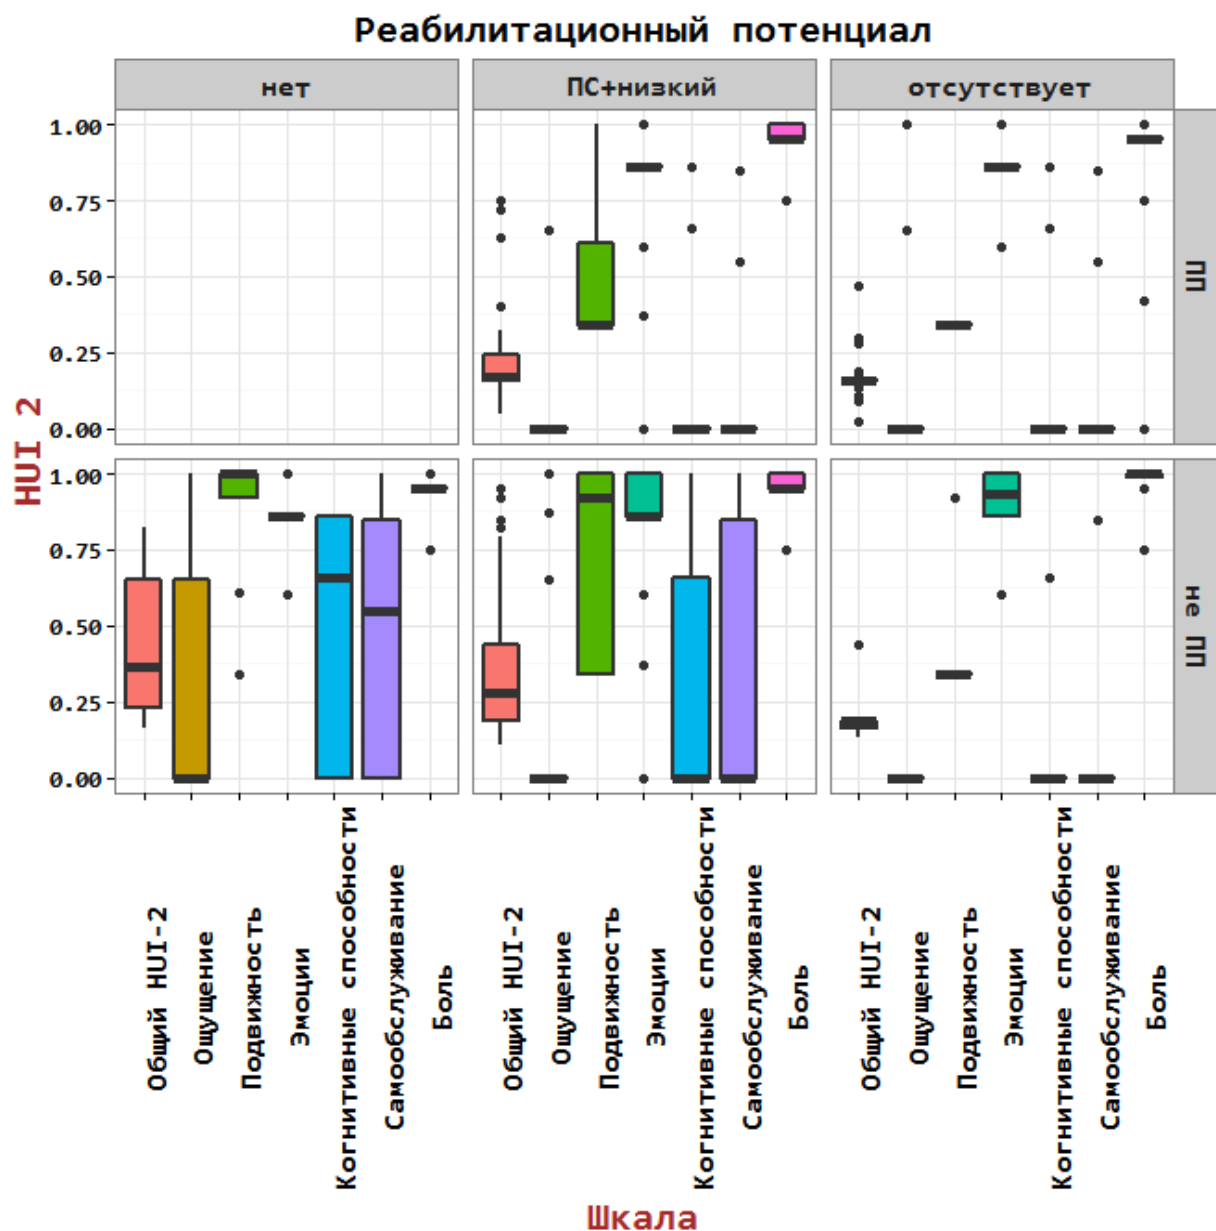 Реабилитационный потенциал
нет
ПС+низкий
отсутствует
1.00
0.75
0.50
0.25
0.00
ПП
1.00
0.75
0.50
0.25
0.00
не ПП
HUI 2
Общий HUI-2
Ощущение
Подвижность
Эмоции
Когнитивные способности
Самообслуживание
Боль
Общий HUI-2
Ощущение
Подвижность
Эмоции
Когнитивные способности
Самообслуживание
Боль
Общий HUI-2
Ощущение
Подвижность
Эмоции
Когнитивные способности
Самообслуживание
Боль
Шкала